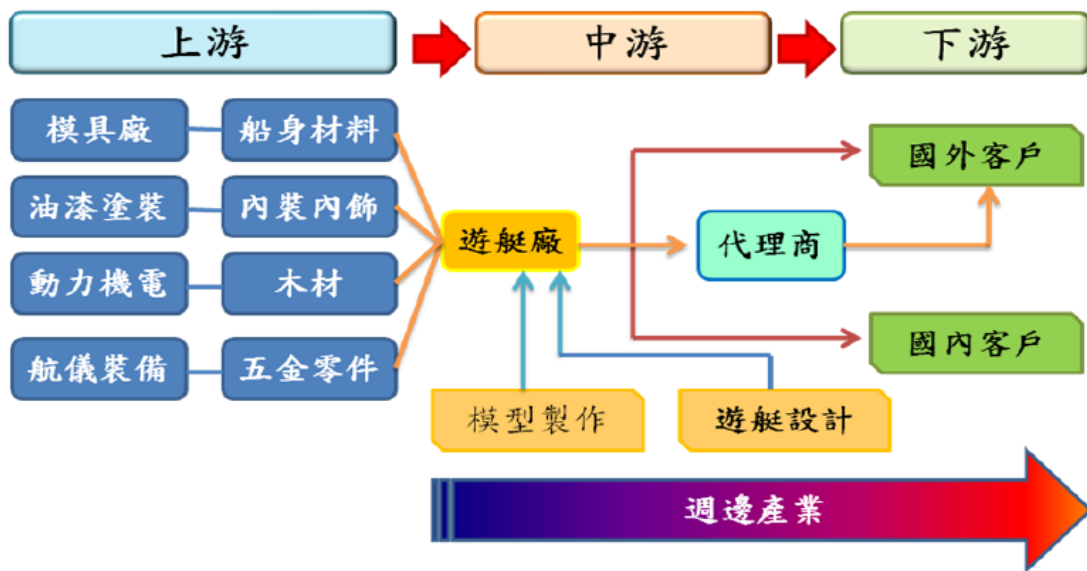 上游
中游
下游
模具廠
船身材料
國外客戶
油漆塗裝
內裝內飾
遊艇廠
代理商
動力機電
木材
國內客戶
航儀裝備
五金零件
模型製作
遊艇設計
週邊產業